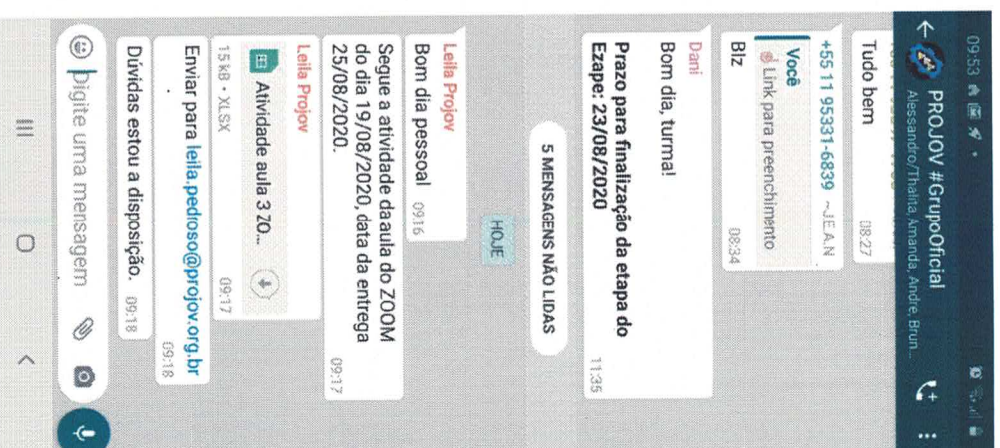 09:53
PROJOV #GrupoOficial
Alessandro/Thalita, Amanda, Andre, Brun...
Tudo bem
08:27
+55 11 95331-6839 ~J.E.A.N
Você
Link para preenchimento
Blz
08:34
Dani
Bom dia, turma!
Prazo para finalização da etapa do
Ezape: 23/08/2020
11:35
5 MENSAGENS NÃO LIDAS
HOJE
Leila Projov
Bom dia pessoal 09:16
Segue a atividade daaula do ZOOM
do dia 19/08/2020, data da entrega
25/08/2020.
09:17
Leila Projov
Atividade aula 3 ZO...
15 kB • XLSX
09:17
Enviar para leila.pedroso@projov.org.br
09:18
Dúvidas estou a disposição. 09:18
Digite uma mensagem